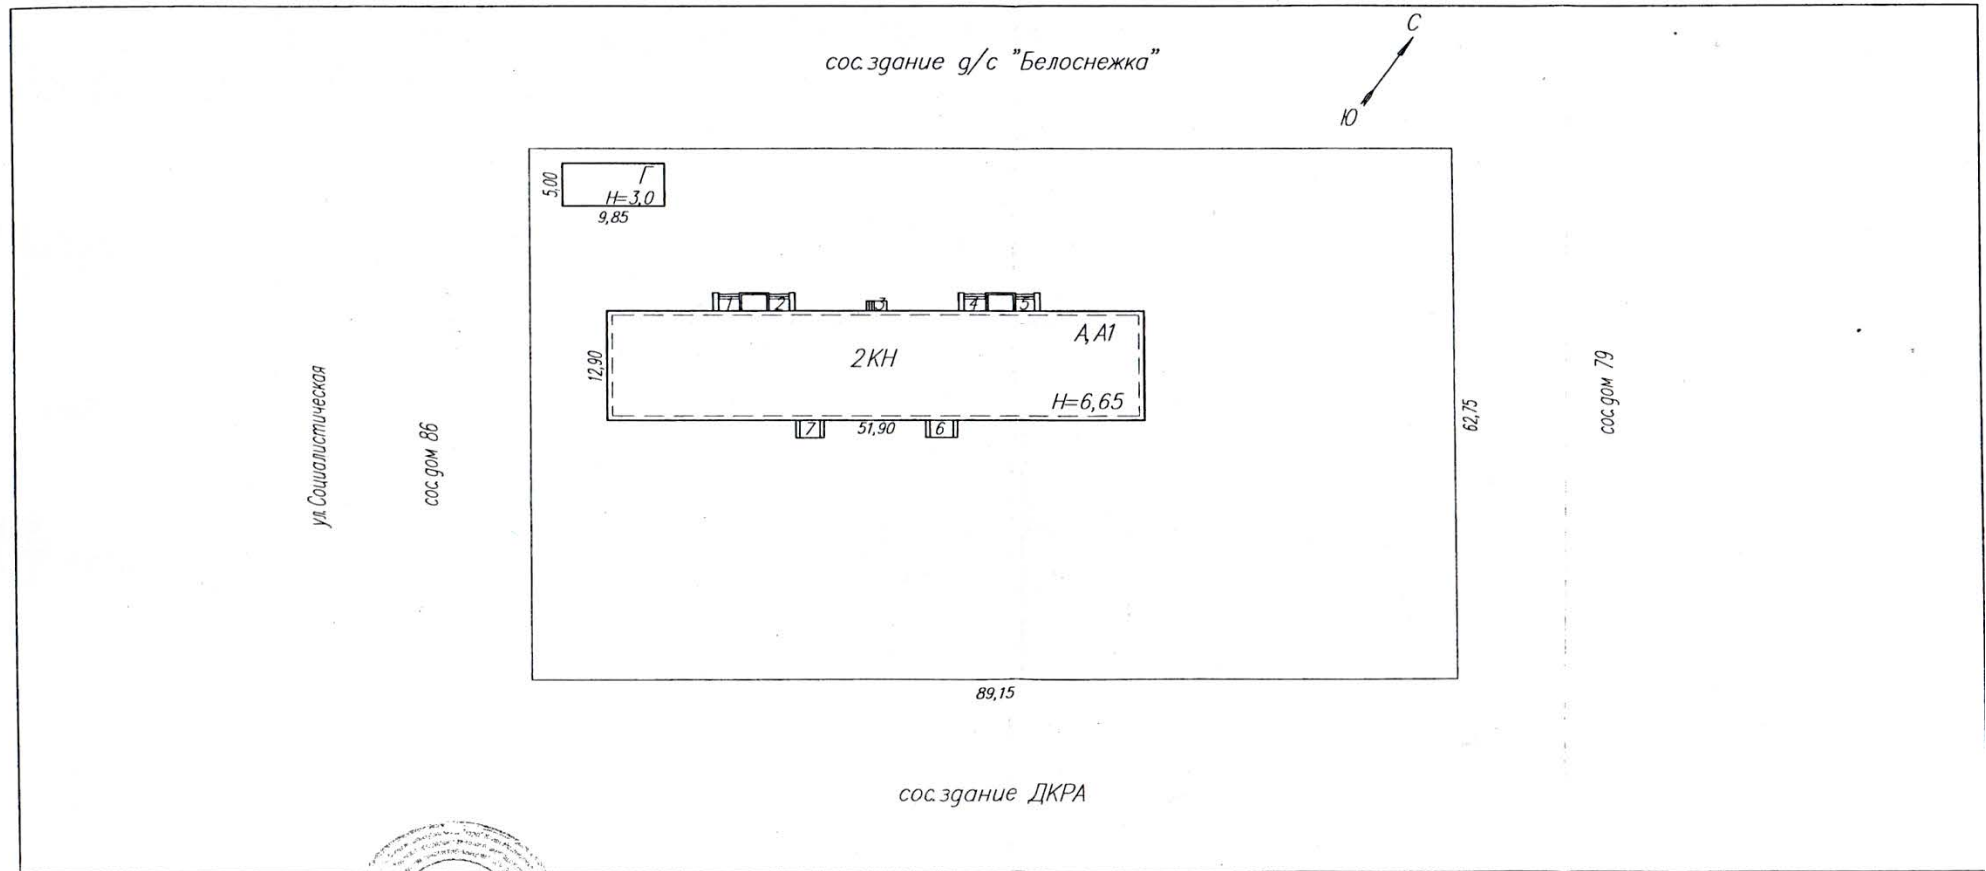 С
сос.здание д/с "Белоснежка"
Ю
Г
5,00
Н=3,0
9,85
1
2
3
4
5
А,А1
2КН
12,90
Н=6,65
7
51,90
6
ул.Социалистическая
сос.дом 86
62,75
сос.дом 79
89,15
сос.здание ДКРА